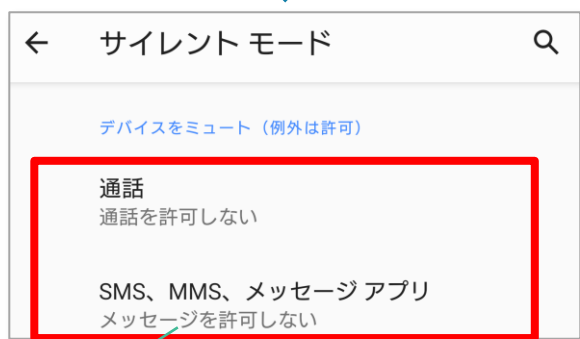 サイレント モード
デバイスをミュート（例外は許可）
通話
通話を許可しない
SMS、MMS、メッセージ アプリ
メッセージを許可しない